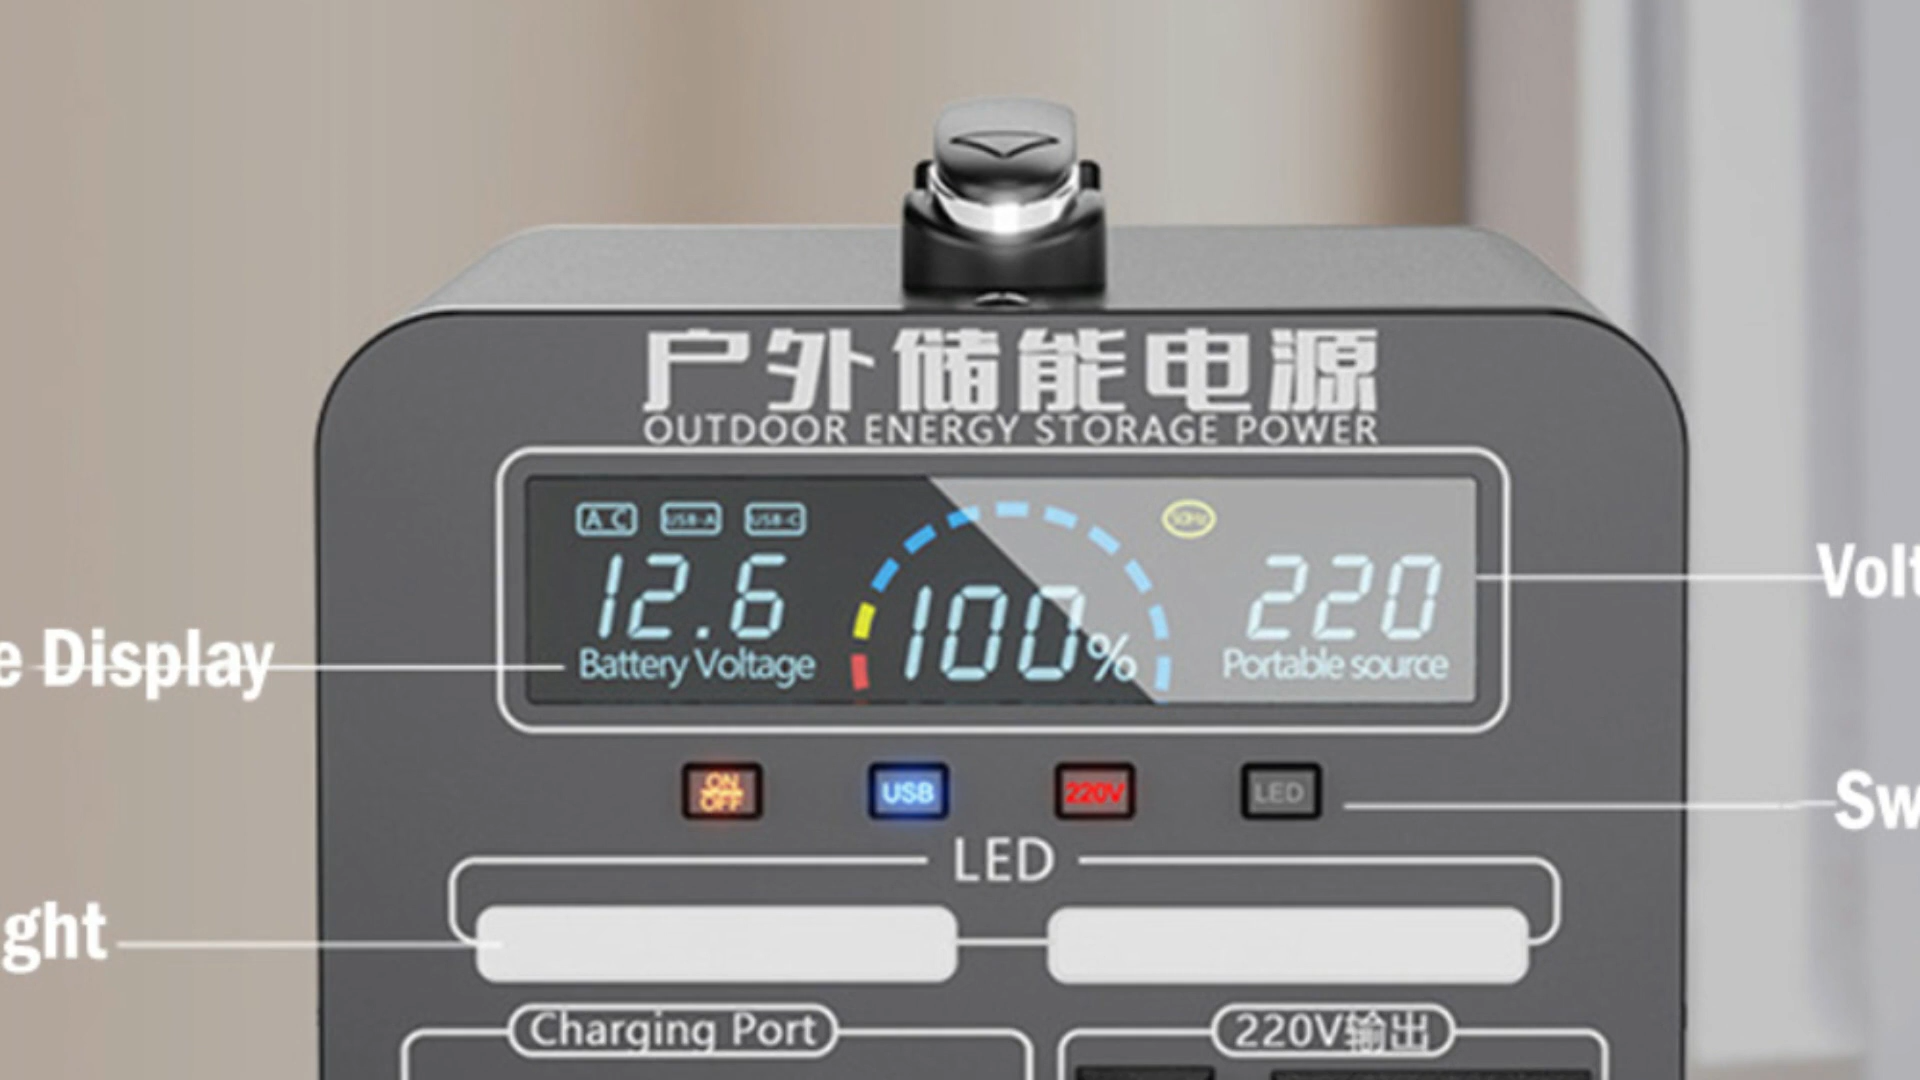 户外储能电源
OUTDOOR ENERGY STORAGE POWER
AC USB-A USB-C 50Hz
12.6 100% 220
Battery Voltage Portable source
Volt
e Display
ON OFF USB 220V LED
Sw
LED
ght
Charging Port 220V输出